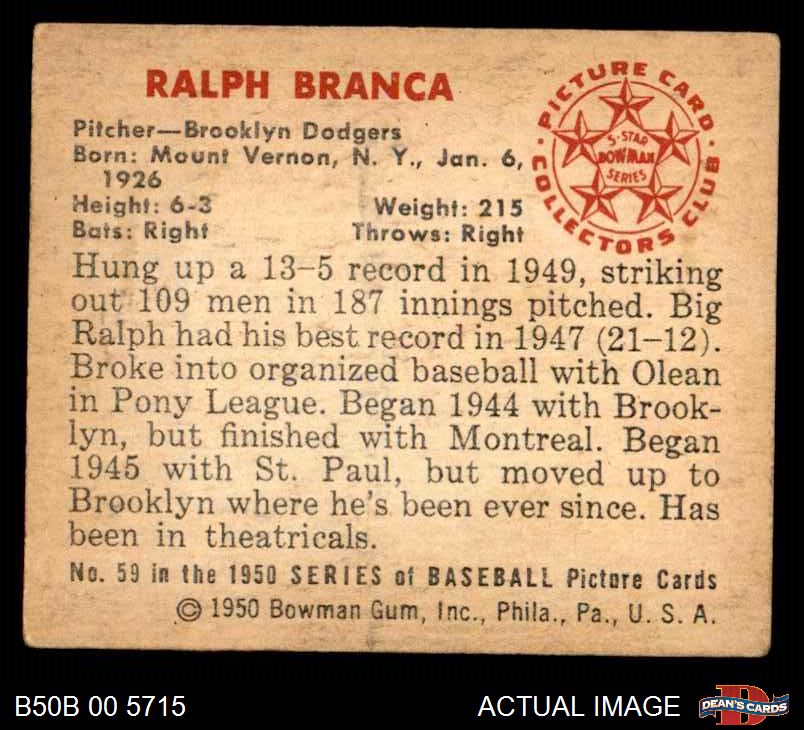 RALPH BRANCA
Pitcher—Brooklyn Dodgers
Born: Mount Vernon, N. Y., Jan. 6,
1926
Height: 6-3 Weight: 215
Bats: Right Throws: Right
PICTURE CARD
COLLECTORS CLUB
5-STAR
BOWMAN
SERIES
Hung up a 13–5 record in 1949, striking
out 109 men in 187 innings pitched. Big
Ralph had his best record in 1947 (21–12).
Broke into organized baseball with Olean
in Pony League. Began 1944 with Brook-
lyn, but finished with Montreal. Began
1945 with St. Paul, but moved up to
Brooklyn where he's been ever since. Has
been in theatricals.
No. 59 in the 1950 SERIES of BASEBALL Picture Cards
© 1950 Bowman Gum, Inc., Phila., Pa., U. S. A.
B50B 00 5715 ACTUAL IMAGE
D
DEAN'S CARDS